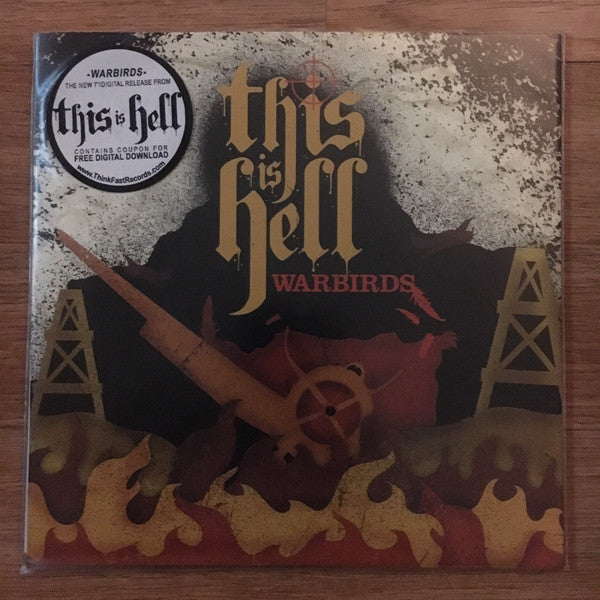 -WARBIRDS-
THE NEW 7"/DIGITAL RELEASE FROM
this is hell
CONTAINS COUPON FOR
FREE DIGITAL DOWNLOAD
www.ThinkFastRecords.com
this
is
hell
WARBIRDS